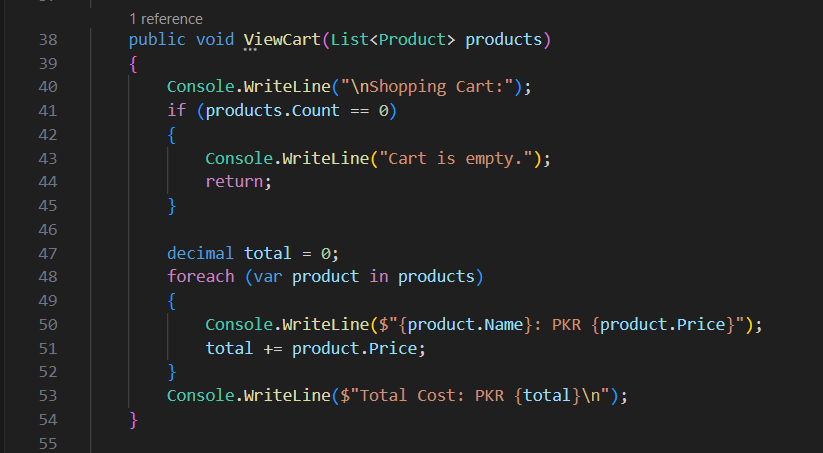 1 reference
38 public void ViewCart(List<Product> products)
39 {
40 Console.WriteLine("\nShopping Cart:");
41 if (products.Count == 0)
42 {
43 Console.WriteLine("Cart is empty.");
44 return;
45 }
46
47 decimal total = 0;
48 foreach (var product in products)
49 {
50 Console.WriteLine($"{product.Name}: PKR {product.Price}");
51 total += product.Price;
52 }
53 Console.WriteLine($"Total Cost: PKR {total}\n");
54 }
55